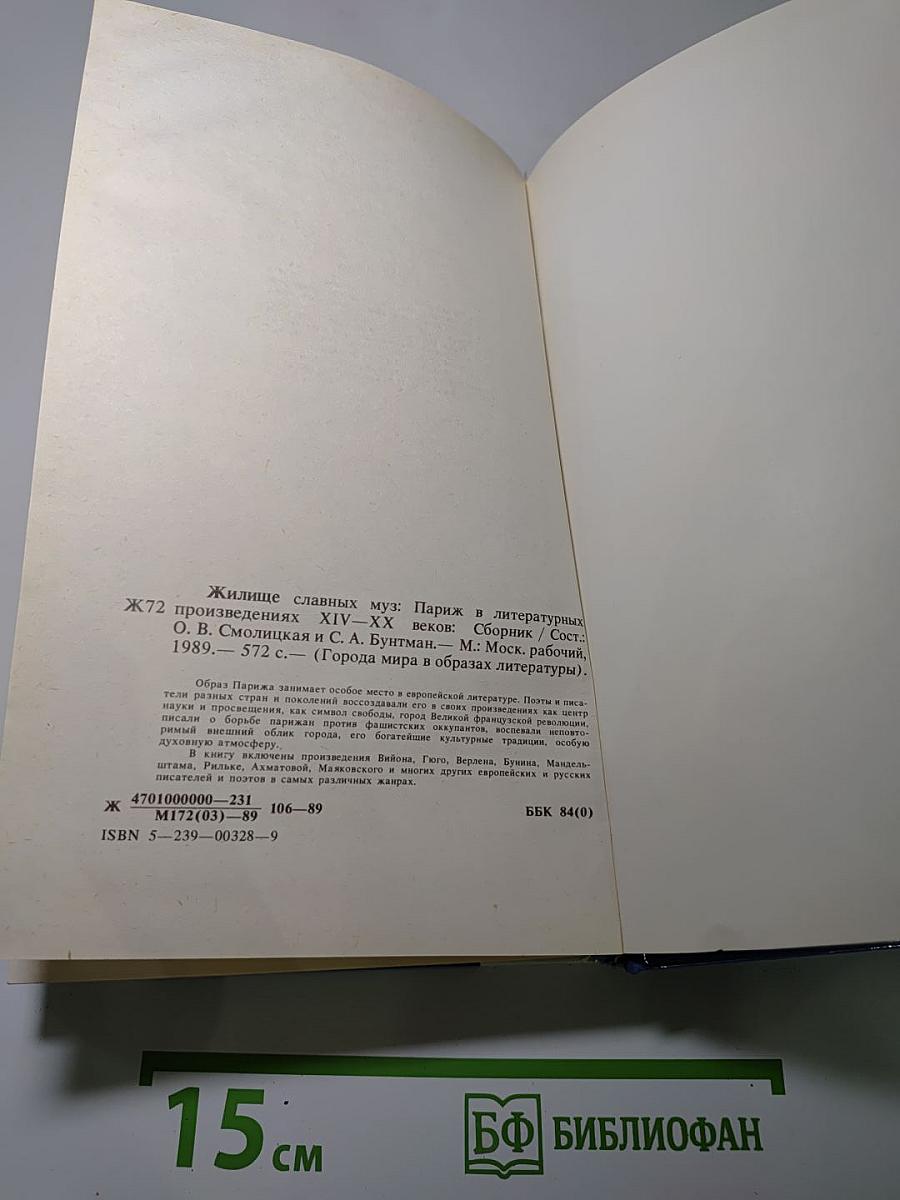 Жилище славных муз: Париж в литературных
Ж72 произведениях XIV—XX веков: Сборник / Сост.:
О. В. Смолицкая и С. А. Бунтман.— М.: Моск. рабочий,
1989.— 572 с.— (Города мира в образах литературы).
Образ Парижа занимает особое место в европейской литературе. Поэты и писа-
тели разных стран и поколений воссоздавали его в своих произведениях как центр
науки и просвещения, как символ свободы, город Великой французской революции,
писали о борьбе парижан против фашистских оккупантов, воспевали неповто-
римый внешний облик города, его богатейшие культурные традиции, особую
духовную атмосферу.
В книгу включены произведения Вийона, Гюго, Верлена, Бунина, Мандель-
штама, Рильке, Ахматовой, Маяковского и многих других европейских и русских
писателей и поэтов в самых различных жанрах.
Ж 4701000000—231 106—89 ББК 84(0)
М172(03)—89
ISBN 5—239—00328—9
15 см БФ БИБЛИОФАН